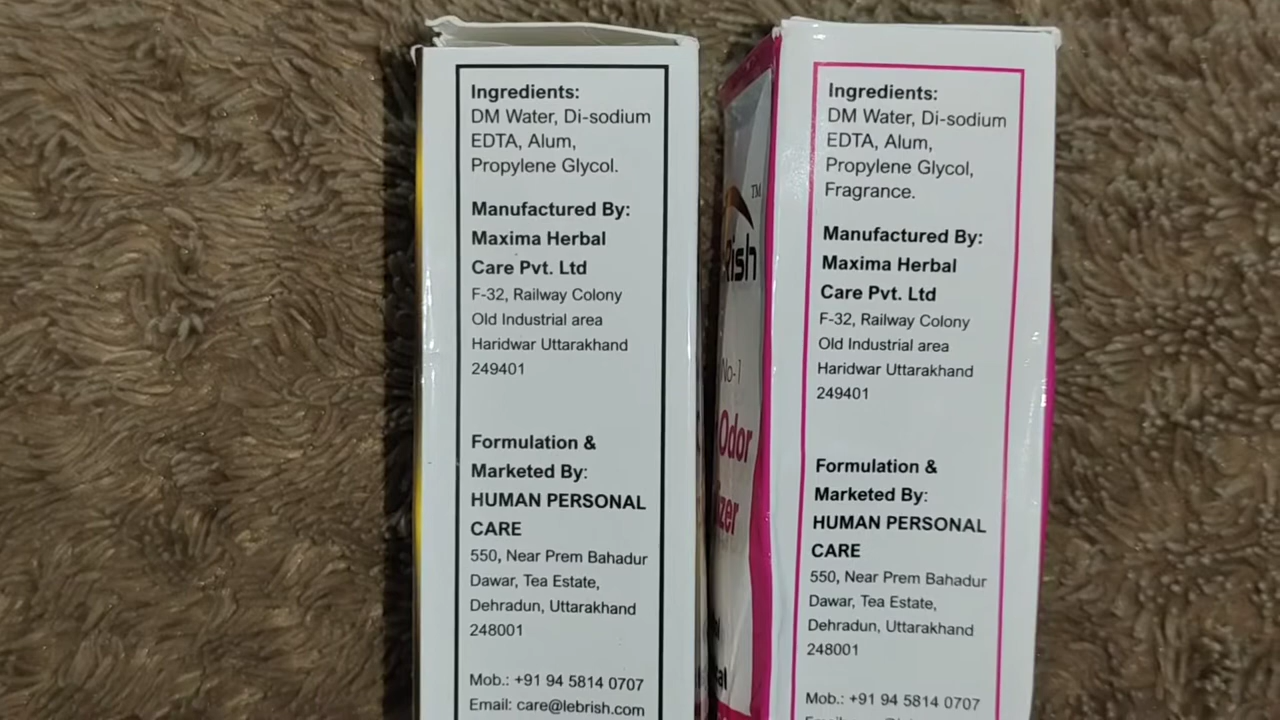 Ingredients:
DM Water, Di-sodium
EDTA, Alum,
Propylene Glycol.
Manufactured By:
Maxima Herbal
Care Pvt. Ltd
F-32, Railway Colony
Old Industrial area
Haridwar Uttarakhand
249401
Formulation &
Marketed By:
HUMAN PERSONAL
CARE
550, Near Prem Bahadur
Dawar, Tea Estate,
Dehradun, Uttarakhand
248001
Mob.: +91 94 5814 0707
Email: care@lebrish.com
TM
No-1
Odor
Ingredients:
DM Water, Di-sodium
EDTA, Alum,
Propylene Glycol,
Fragrance.
Manufactured By:
Maxima Herbal
Care Pvt. Ltd
F-32, Railway Colony
Old Industrial area
Haridwar Uttarakhand
249401
Formulation &
Marketed By:
HUMAN PERSONAL
CARE
550, Near Prem Bahadur
Dawar, Tea Estate,
Dehradun, Uttarakhand
248001
Mob.: +91 94 5814 0707